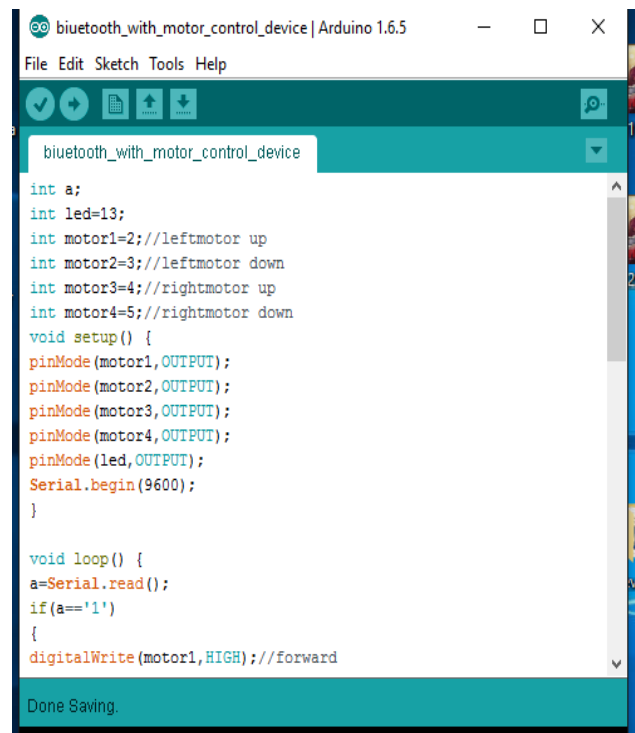 biuetooth_with_motor_control_device | Arduino 1.6.5
File Edit Sketch Tools Help
biuetooth_with_motor_control_device
int a;
int led=13;
int motor1=2;//leftmotor up
int motor2=3;//leftmotor down
int motor3=4;//rightmotor up
int motor4=5;//rightmotor down
void setup() {
pinMode(motor1,OUTPUT);
pinMode(motor2,OUTPUT);
pinMode(motor3,OUTPUT);
pinMode(motor4,OUTPUT);
pinMode(led,OUTPUT);
Serial.begin(9600);
}
void loop() {
a=Serial.read();
if(a=='1')
{
digitalWrite(motor1,HIGH);//forward
Done Saving.